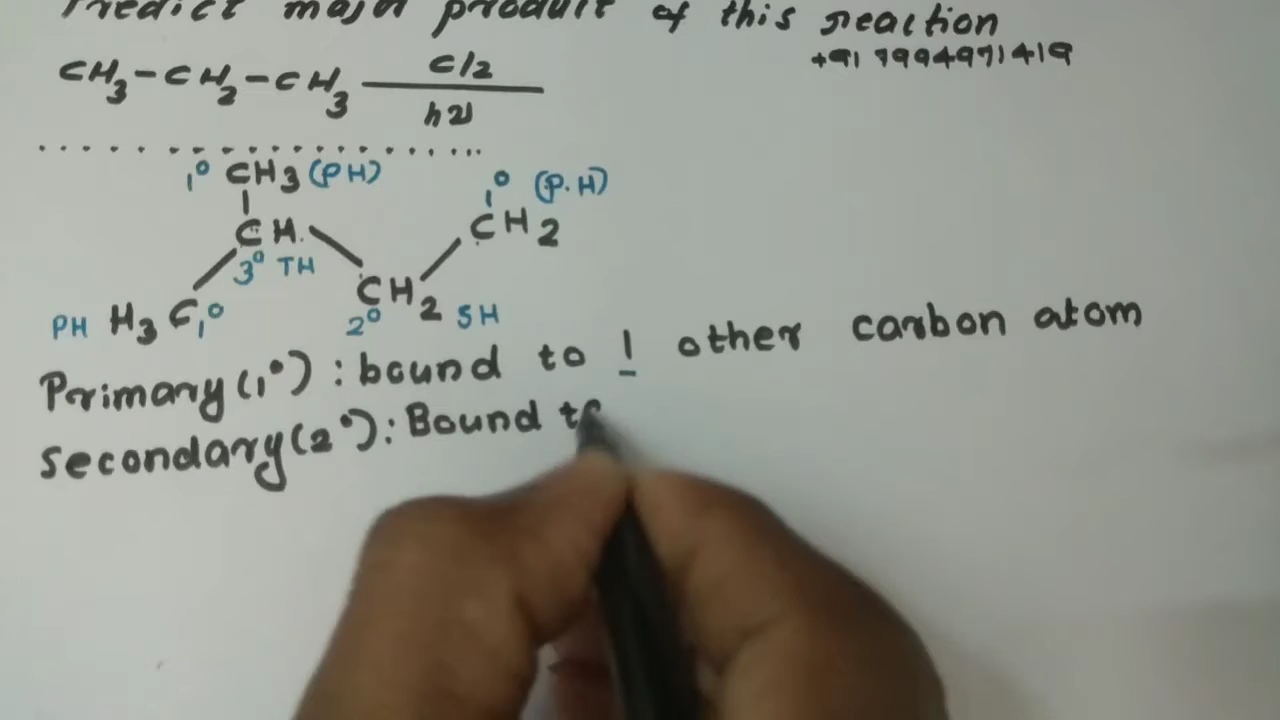 Predict major product of this reaction
+91 7994971419
CH3-CH2-CH3 Cl2
hν
1° CH3 (PH)
1° (P.H)
CH2
CH
3° TH
CH2
2° SH
PH H3C 1°
Primary(1°): bound to 1 other carbon atom
Secondary(2°): Bound to